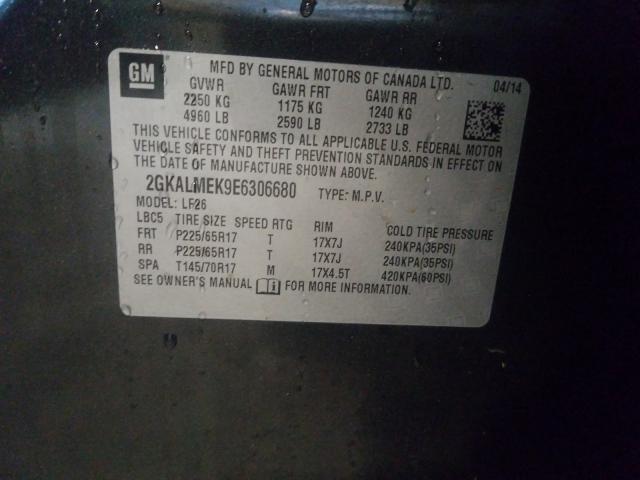 GM
MFD BY GENERAL MOTORS OF CANADA LTD. 04/14
GVWR GAWR FRT GAWR RR
2250 KG 1175 KG 1240 KG
4960 LB 2590 LB 2733 LB
THIS VEHICLE CONFORMS TO ALL APPLICABLE U.S. FEDERAL MOTOR
VEHICLE SAFETY AND THEFT PREVENTION STANDARDS IN EFFECT ON
THE DATE OF MANUFACTURE SHOWN ABOVE.
2GKALMEK9E6306680 TYPE: M.P.V.
MODEL: LF26
LBC5 TIRE SIZE SPEED RTG RIM COLD TIRE PRESSURE
FRT P225/65R17 T 17X7J 240KPA(35PSI)
RR P225/65R17 T 17X7J 240KPA(35PSI)
SPA T145/70R17 M 17X4.5T 420KPA(60PSI)
SEE OWNER'S MANUAL FOR MORE INFORMATION.